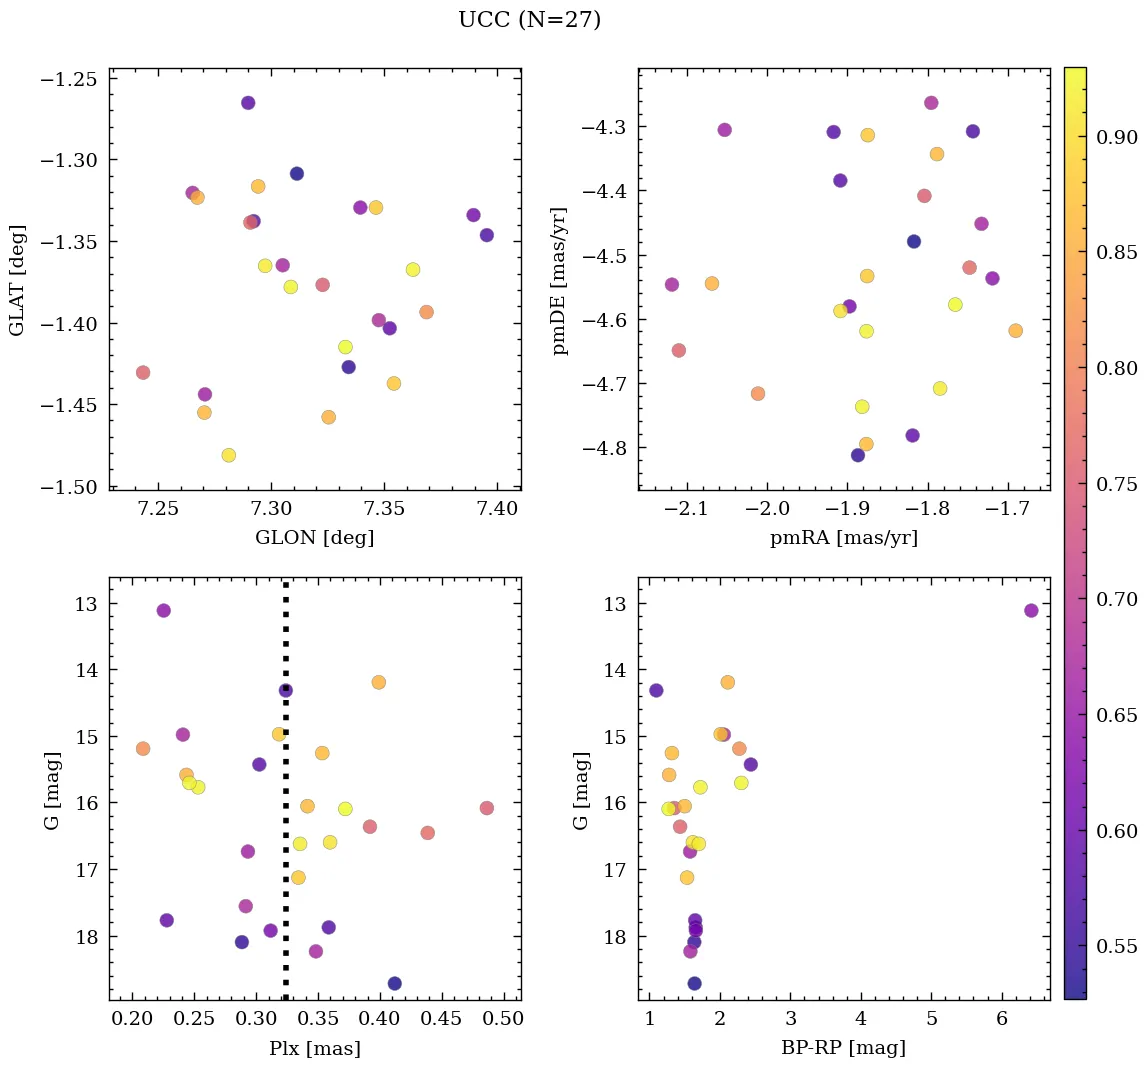 UCC (N=27)
−1.25
−1.30
−1.35
−1.40
−1.45
−1.50
GLAT [deg]
7.25 7.30 7.35 7.40
GLON [deg]
−4.3
−4.4
−4.5
−4.6
−4.7
−4.8
pmDE [mas/yr]
−2.1 −2.0 −1.9 −1.8 −1.7
pmRA [mas/yr]
13
14
15
16
17
18
G [mag]
0.20 0.25 0.30 0.35 0.40 0.45 0.50
Plx [mas]
13
14
15
16
17
18
G [mag]
1 2 3 4 5 6
BP-RP [mag]
0.90
0.85
0.80
0.75
0.70
0.65
0.60
0.55